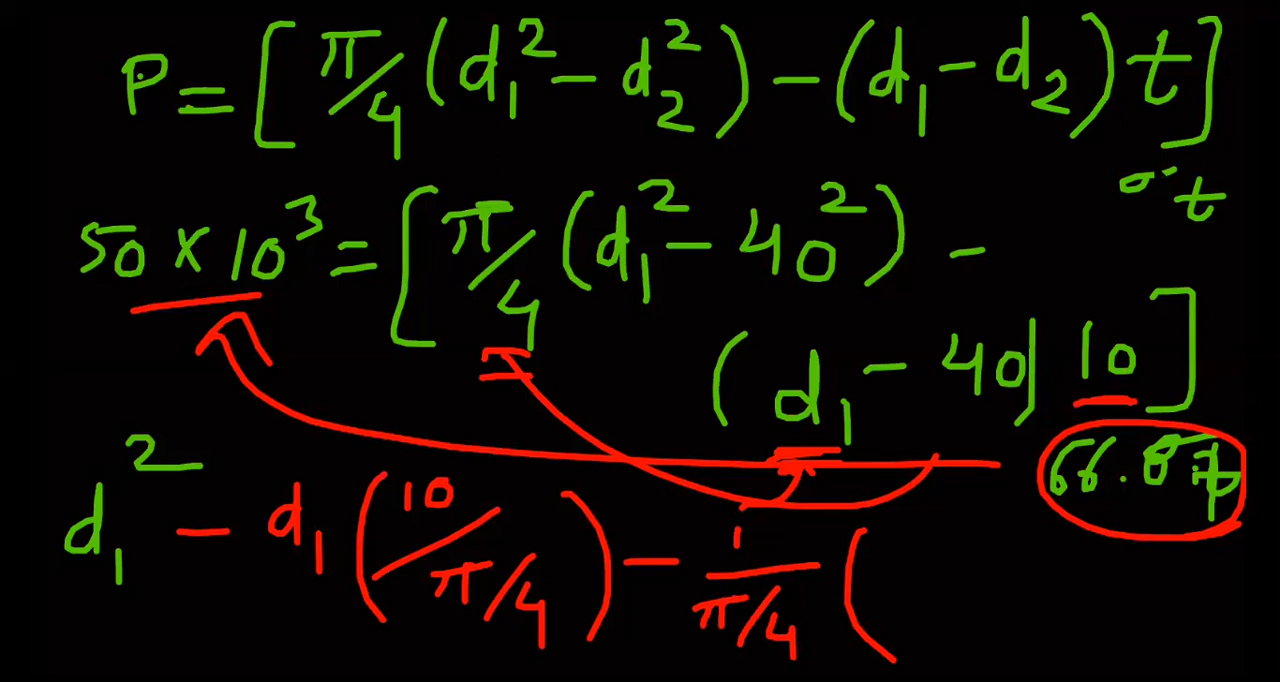 P = [π/4 (d₁² - d₂²) - (d₁ - d₂) t]
σt
50 × 10³ = [π/4 (d₁² - 40²) -
(d₁ - 40) 10]
d₁² - d₁ (10 / π/4) - 1 / π/4 (